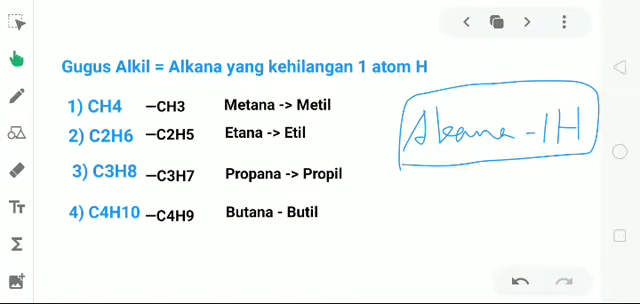 Gugus Alkil = Alkana yang kehilangan 1 atom H
1) CH4 –CH3 Metana -> Metil
2) C2H6 –C2H5 Etana -> Etil
3) C3H8 –C3H7 Propana -> Propil
4) C4H10 –C4H9 Butana - Butil
Alkana - 1H
Tт
Σ